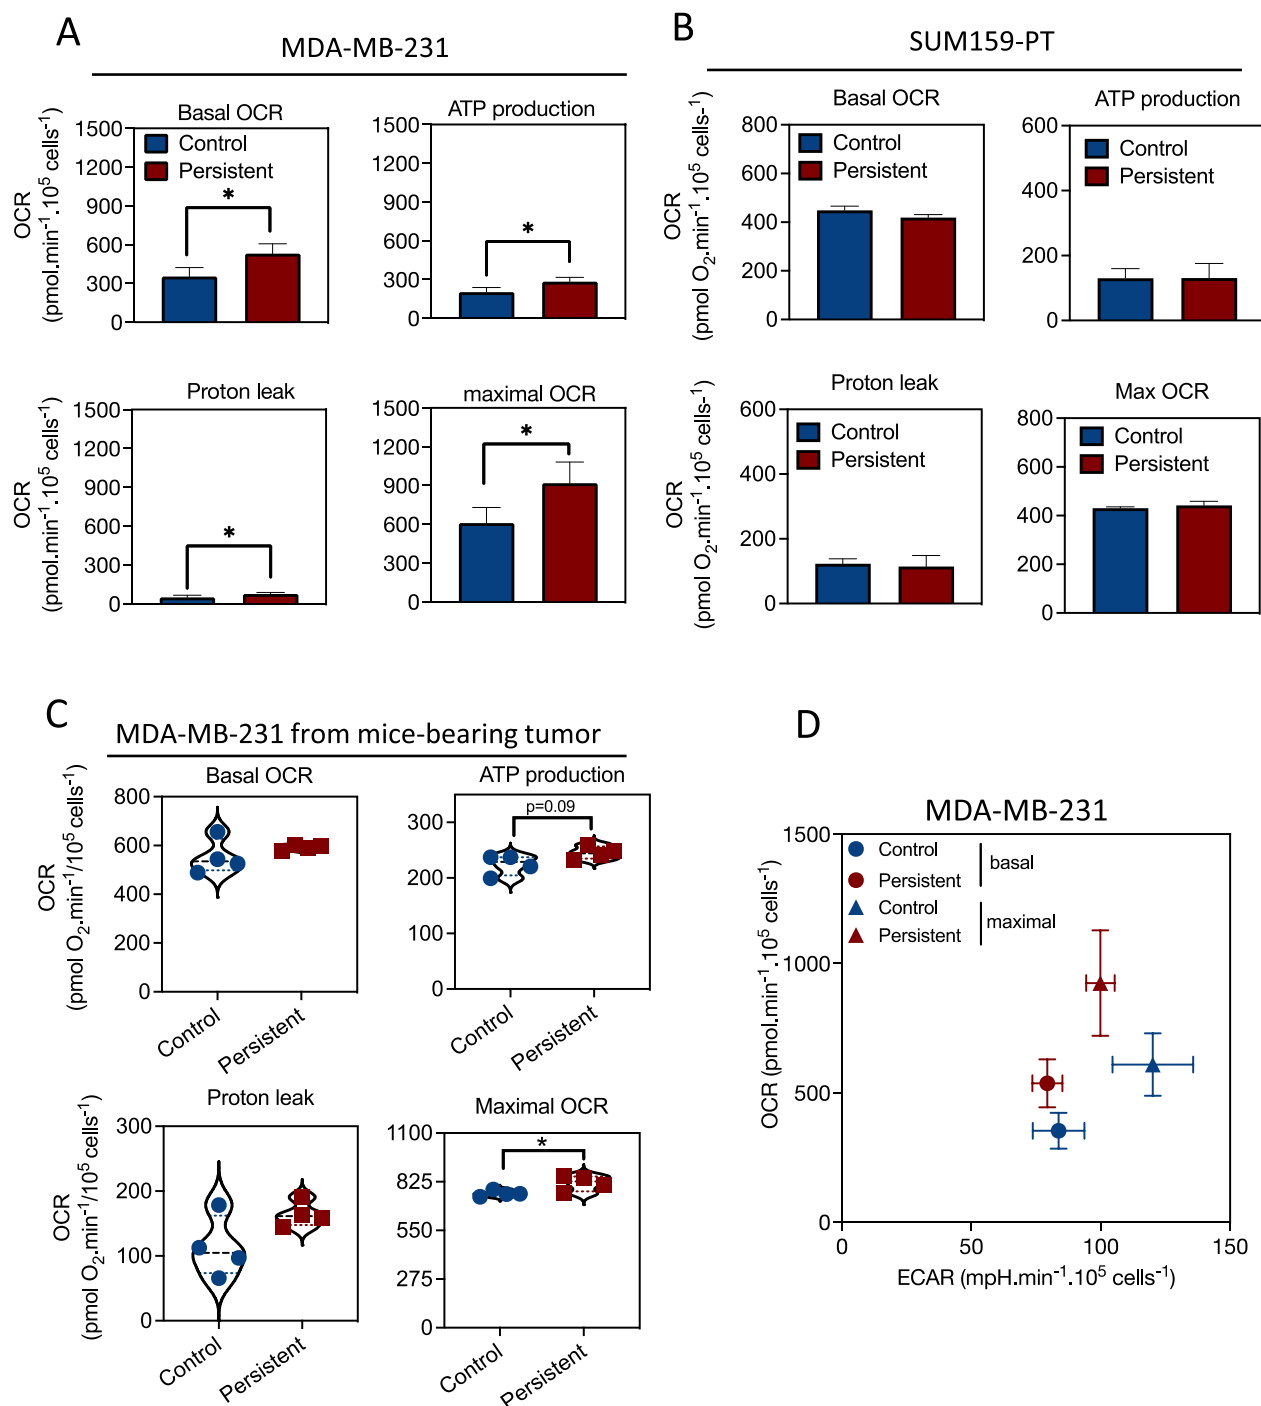 A
MDA-MB-231
Basal OCR
OCR
(pmol.min⁻¹.10⁵ cells⁻¹)
1500
1200
900
600
300
0
Control
Persistent
*
ATP production
1500
1200
900
600
300
0
*
Proton leak
OCR
(pmol.min⁻¹.10⁵ cells⁻¹)
1500
1200
900
600
300
0
*
maximal OCR
1500
1200
900
600
300
0
*
B
SUM159-PT
Basal OCR
OCR
(pmol O₂.min⁻¹.10⁵ cells⁻¹)
800
600
400
200
0
Control
Persistent
ATP production
600
400
200
0
Control
Persistent
Proton leak
OCR
(pmol O₂.min⁻¹.10⁵ cells⁻¹)
600
400
200
0
Control
Persistent
Max OCR
800
600
400
200
0
Control
Persistent
C
MDA-MB-231 from mice-bearing tumor
Basal OCR
OCR
(pmol O₂.min⁻¹/10⁵ cells⁻¹)
800
600
400
200
0
Control
Persistent
ATP production
300
200
100
0
p=0.09
Control
Persistent
Proton leak
OCR
(pmol O₂.min⁻¹/10⁵ cells⁻¹)
300
200
100
0
Control
Persistent
Maximal OCR
1100
825
550
275
0
*
Control
Persistent
D
MDA-MB-231
OCR (pmol.min⁻¹.10⁵ cells⁻¹)
1500
1000
500
0
Control
Persistent
basal
Control
Persistent
maximal
0
50
100
150
ECAR (mpH.min⁻¹.10⁵ cells⁻¹)